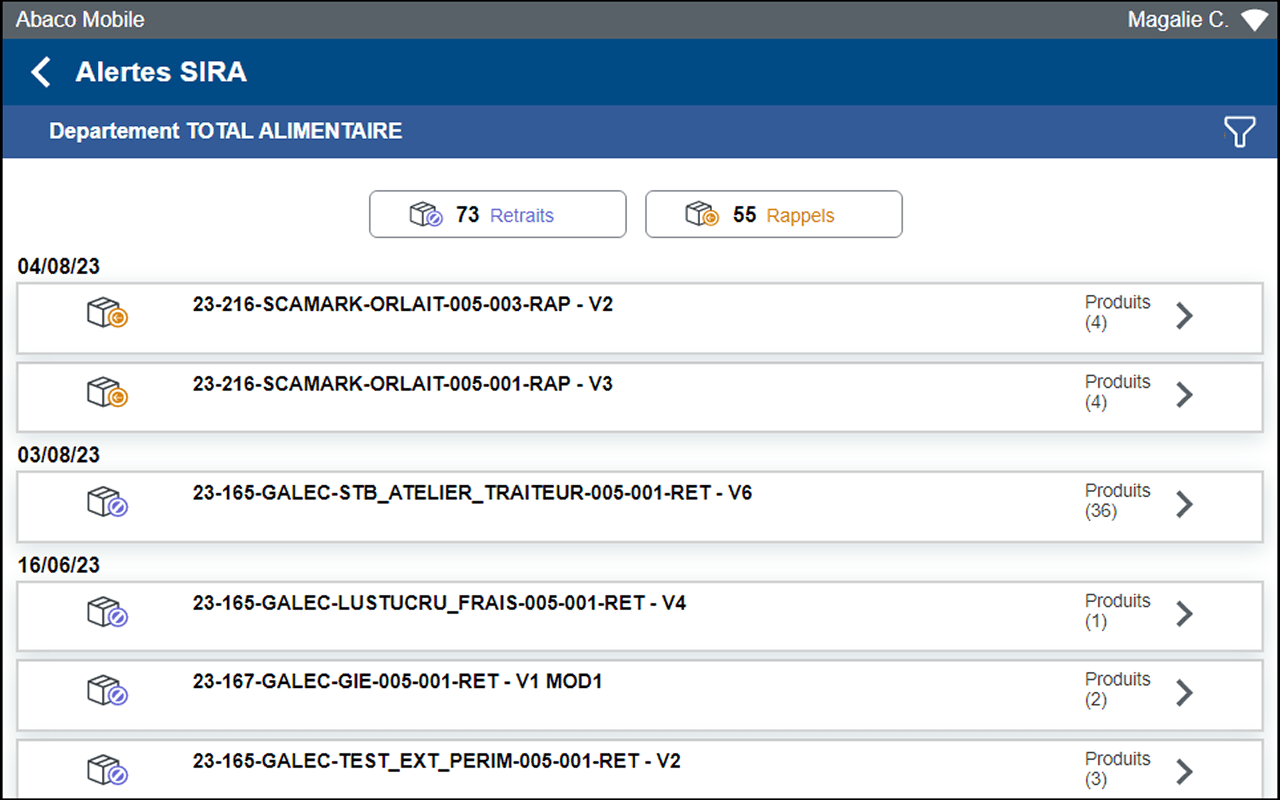 Abaco Mobile Magalie C.
Alertes SIRA
Departement TOTAL ALIMENTAIRE
73 Retraits 55 Rappels
04/08/23
23-216-SCAMARK-ORLAIT-005-003-RAP - V2 Produits
(4)
23-216-SCAMARK-ORLAIT-005-001-RAP - V3 Produits
(4)
03/08/23
23-165-GALEC-STB_ATELIER_TRAITEUR-005-001-RET - V6 Produits
(36)
16/06/23
23-165-GALEC-LUSTUCRU_FRAIS-005-001-RET - V4 Produits
(1)
23-167-GALEC-GIE-005-001-RET - V1 MOD1 Produits
(2)
23-165-GALEC-TEST_EXT_PERIM-005-001-RET - V2 Produits
(3)